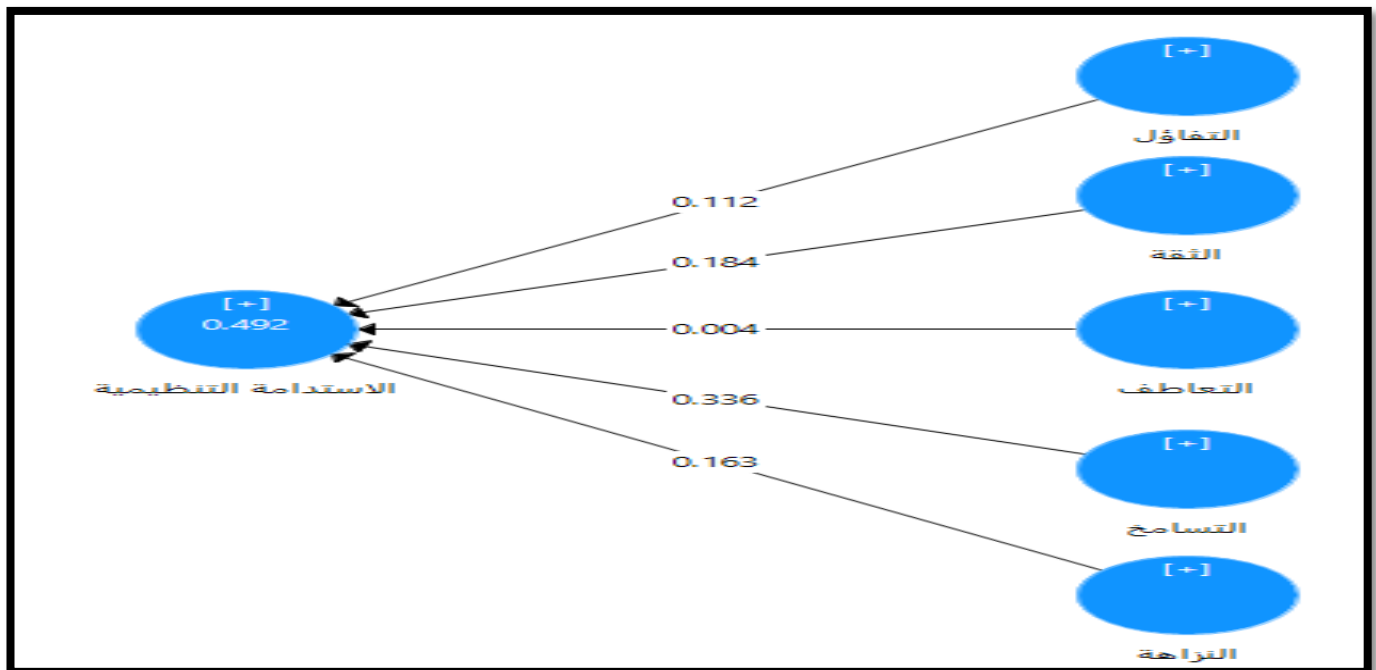 [+]
التفاؤل
[+]
0.112
الثقة
0.184
[+]
[+]
0.492
0.004
الاستدامة التنظيمية
التعاطف
0.336
[+]
0.163
التسامح
[+]
النزاهة